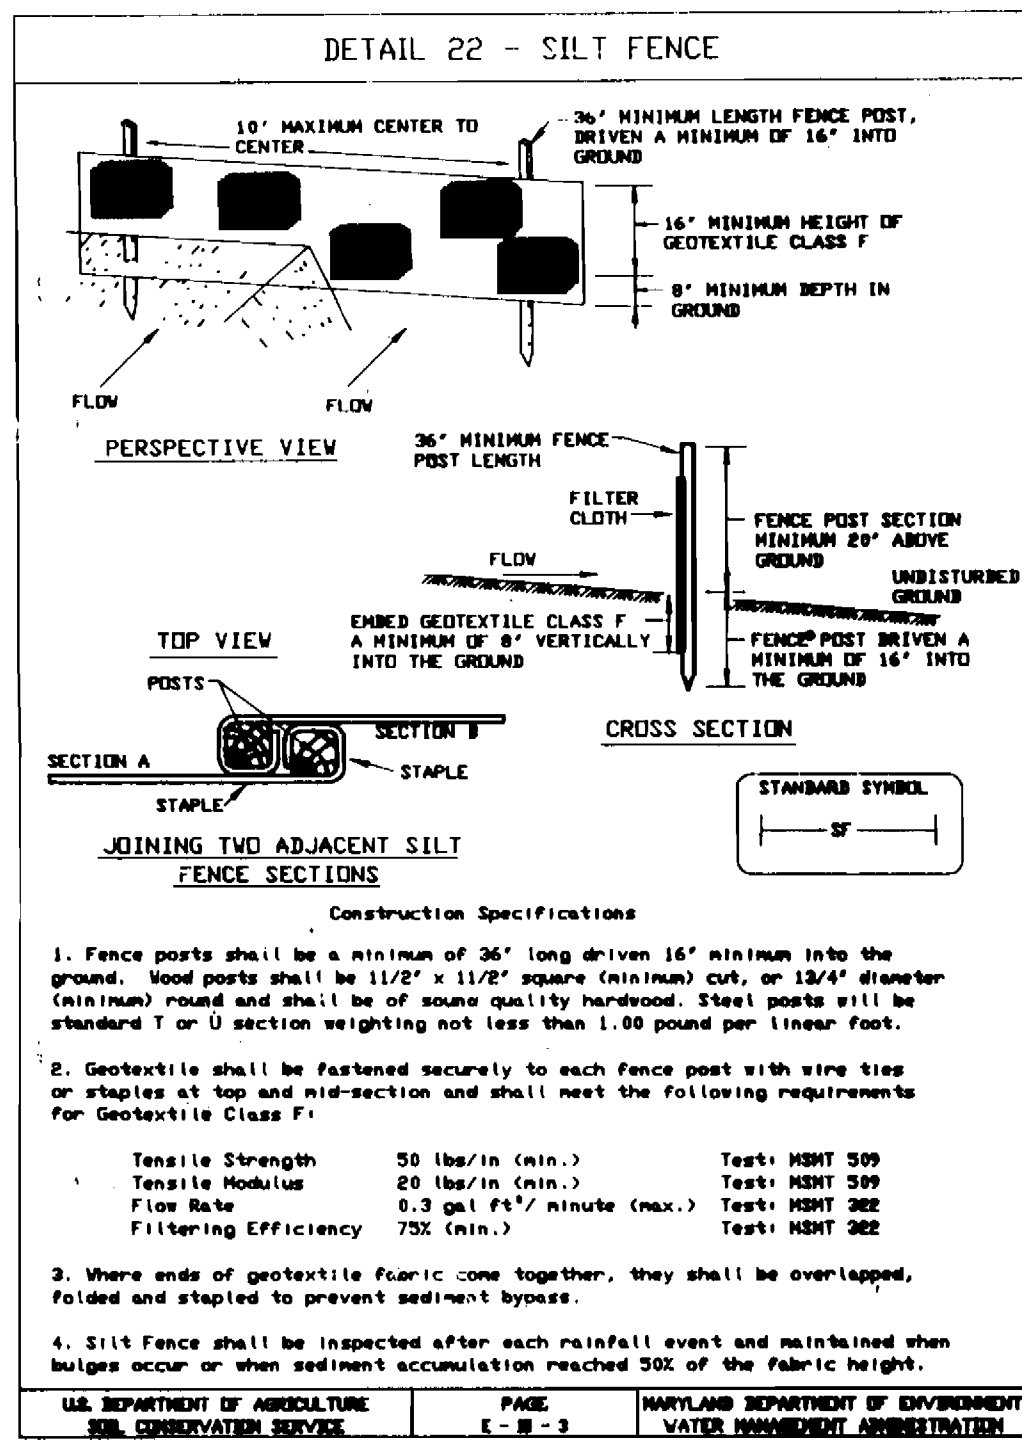 DETAIL 22 - SILT FENCE
10' MAXIMUM CENTER TO
CENTER
36" MINIMUM LENGTH FENCE POST,
DRIVEN A MINIMUM OF 16" INTO
GROUND
16" MINIMUM HEIGHT OF
GEOTEXTILE CLASS F
8" MINIMUM DEPTH IN
GROUND
FLOW
FLOW
PERSPECTIVE VIEW
36" MINIMUM FENCE
POST LENGTH
FILTER
CLOTH
FENCE POST SECTION
MINIMUM 20" ABOVE
GROUND
FLOW
UNDISTURBED
GROUND
EMBED GEOTEXTILE CLASS F
A MINIMUM OF 8" VERTICALLY
INTO THE GROUND
FENCE POST DRIVEN A
MINIMUM OF 16" INTO
THE GROUND
TOP VIEW
POSTS
SECTION B
SECTION A
STAPLE
STAPLE
CROSS SECTION
JOINING TWO ADJACENT SILT
FENCE SECTIONS
STANDARD SYMBOL
SF
Construction Specifications
1. Fence posts shall be a minimum of 36" long driven 16" minimum into the
ground. Wood posts shall be 11/2" x 11/2" square (minimum) cut, or 13/4" diameter
(minimum) round and shall be of sound quality hardwood. Steel posts will be
standard T or U section weighting not less than 1.00 pound per linear foot.
2. Geotextile shall be fastened securely to each fence post with wire ties
or staples at top and mid-section and shall meet the following requirements
for Geotextile Class F:
Tensile Strength 50 lbs/in (min.) Test: MSMT 509
Tensile Modulus 20 lbs/in (min.) Test: MSMT 509
Flow Rate 0.3 gal ft²/ minute (max.) Test: MSMT 322
Filtering Efficiency 75% (min.) Test: MSMT 322
3. Where ends of geotextile fabric come together, they shall be overlapped,
folded and stapled to prevent sediment bypass.
4. Silt Fence shall be inspected after each rainfall event and maintained when
bulges occur or when sediment accumulation reached 50% of the fabric height.
U.S. DEPARTMENT OF AGRICULTURE
SOIL CONSERVATION SERVICE
PAGE
E - - 3
MARYLAND DEPARTMENT OF ENVIRONMENT
WATER MANAGEMENT ADMINISTRATION